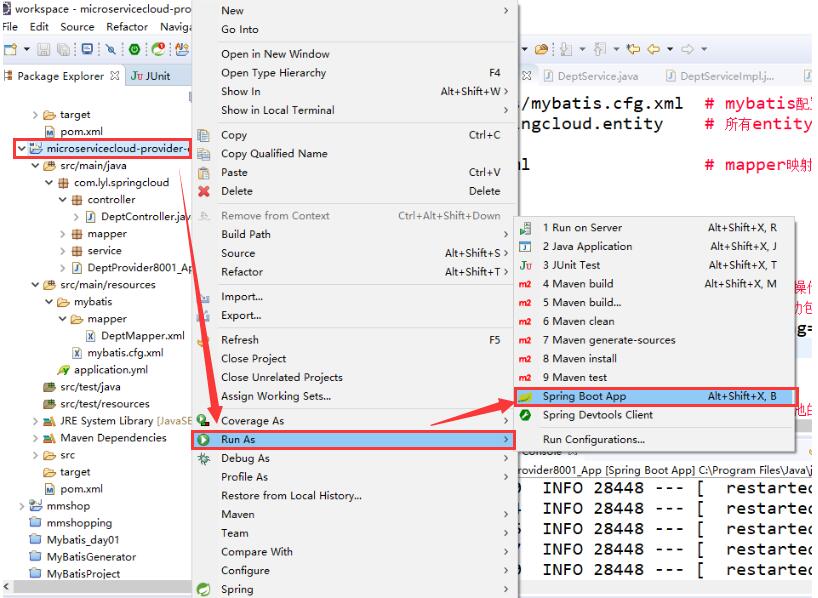 workspace - microservicecloud-pro
File Edit Source Refactor Naviga
Package Explorer
JUnit
target
pom.xml
microservicecloud-provider-
src/main/java
com.lyl.springcloud
controller
DeptController.jav
mapper
service
DeptProvider8001_Ap
src/main/resources
mybatis
mapper
DeptMapper.xml
mybatis.cfg.xml
application.yml
src/test/java
src/test/resources
JRE System Library [JavaSE
Maven Dependencies
src
target
pom.xml
mmshop
mmshopping
Mybatis_day01
MyBatisGenerator
MyBatisProject
New
Go Into
Open in New Window
Open Type Hierarchy F4
Show In Alt+Shift+W
Show in Local Terminal
Copy Ctrl+C
Copy Qualified Name
Paste Ctrl+V
Delete Delete
Remove from Context Ctrl+Alt+Shift+Down
Build Path
Source Alt+Shift+S
Refactor Alt+Shift+T
Import...
Export...
Refresh F5
Close Project
Close Unrelated Projects
Assign Working Sets...
Coverage As
Run As
Debug As
Profile As
Restore from Local History...
Maven
Team
Compare With
Configure
Spring
1 Run on Server Alt+Shift+X, R
2 Java Application Alt+Shift+X, J
3 JUnit Test Alt+Shift+X, T
4 Maven build Alt+Shift+X, M
5 Maven build...
6 Maven clean
7 Maven generate-sources
8 Maven install
9 Maven test
Spring Boot App Alt+Shift+X, B
Spring Devtools Client
Run Configurations...
DeptService.java
DeptServiceImpl.j...
s/mybatis.cfg.xml # mybatis配
ngcloud.entity # 所有entity
ml # mapper映射
操作
包
ng=
Console
rovider8001_App [Spring Boot App] C:\Program Files\Java\j
INFO 28448 --- [ restarted
INFO 28448 --- [ restarted
INFO 28448 --- [ restarted
INFO 28448 --- [ restarted
INFO 28448 --- [ restarted